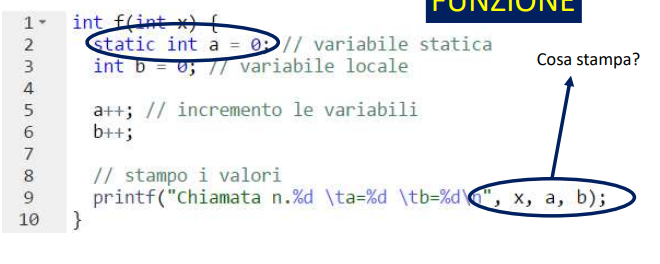 FUNZIONE
1 int f(int x) {
2 static int a = 0; // variabile statica
3 int b = 0; // variabile locale
Cosa stampa?
4
5 a++; // incremento le variabili
6 b++;
7
8 // stampo i valori
9 printf("Chiamata n.%d \ta=%d \tb=%d\n", x, a, b);
10 }